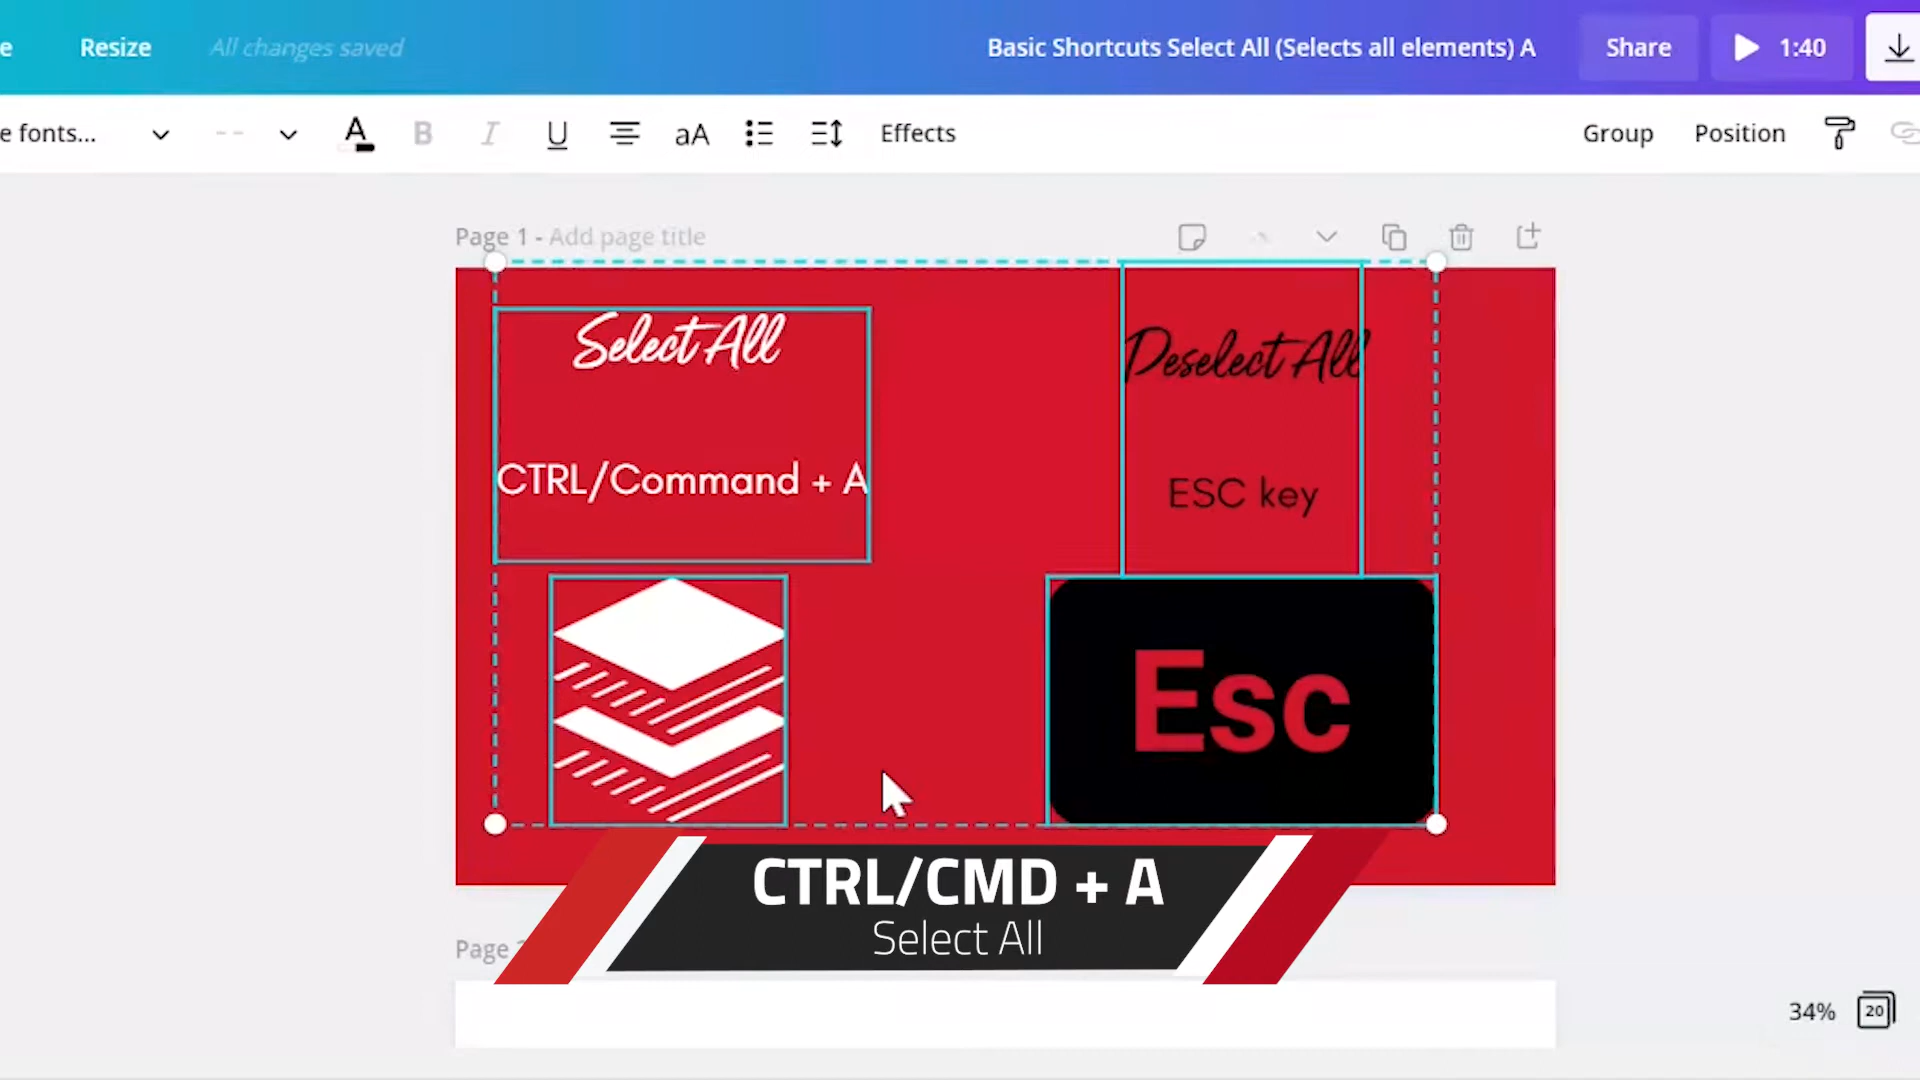 e Resize All changes saved Basic Shortcuts Select All (Selects all elements) A Share 1:40
e fonts... -- A B I U aA Effects Group Position
Page 1 - Add page title
Select All
Deselect All
CTRL/Command + A
ESC key
Esc
CTRL/CMD + A
Select All
Page
34% 20